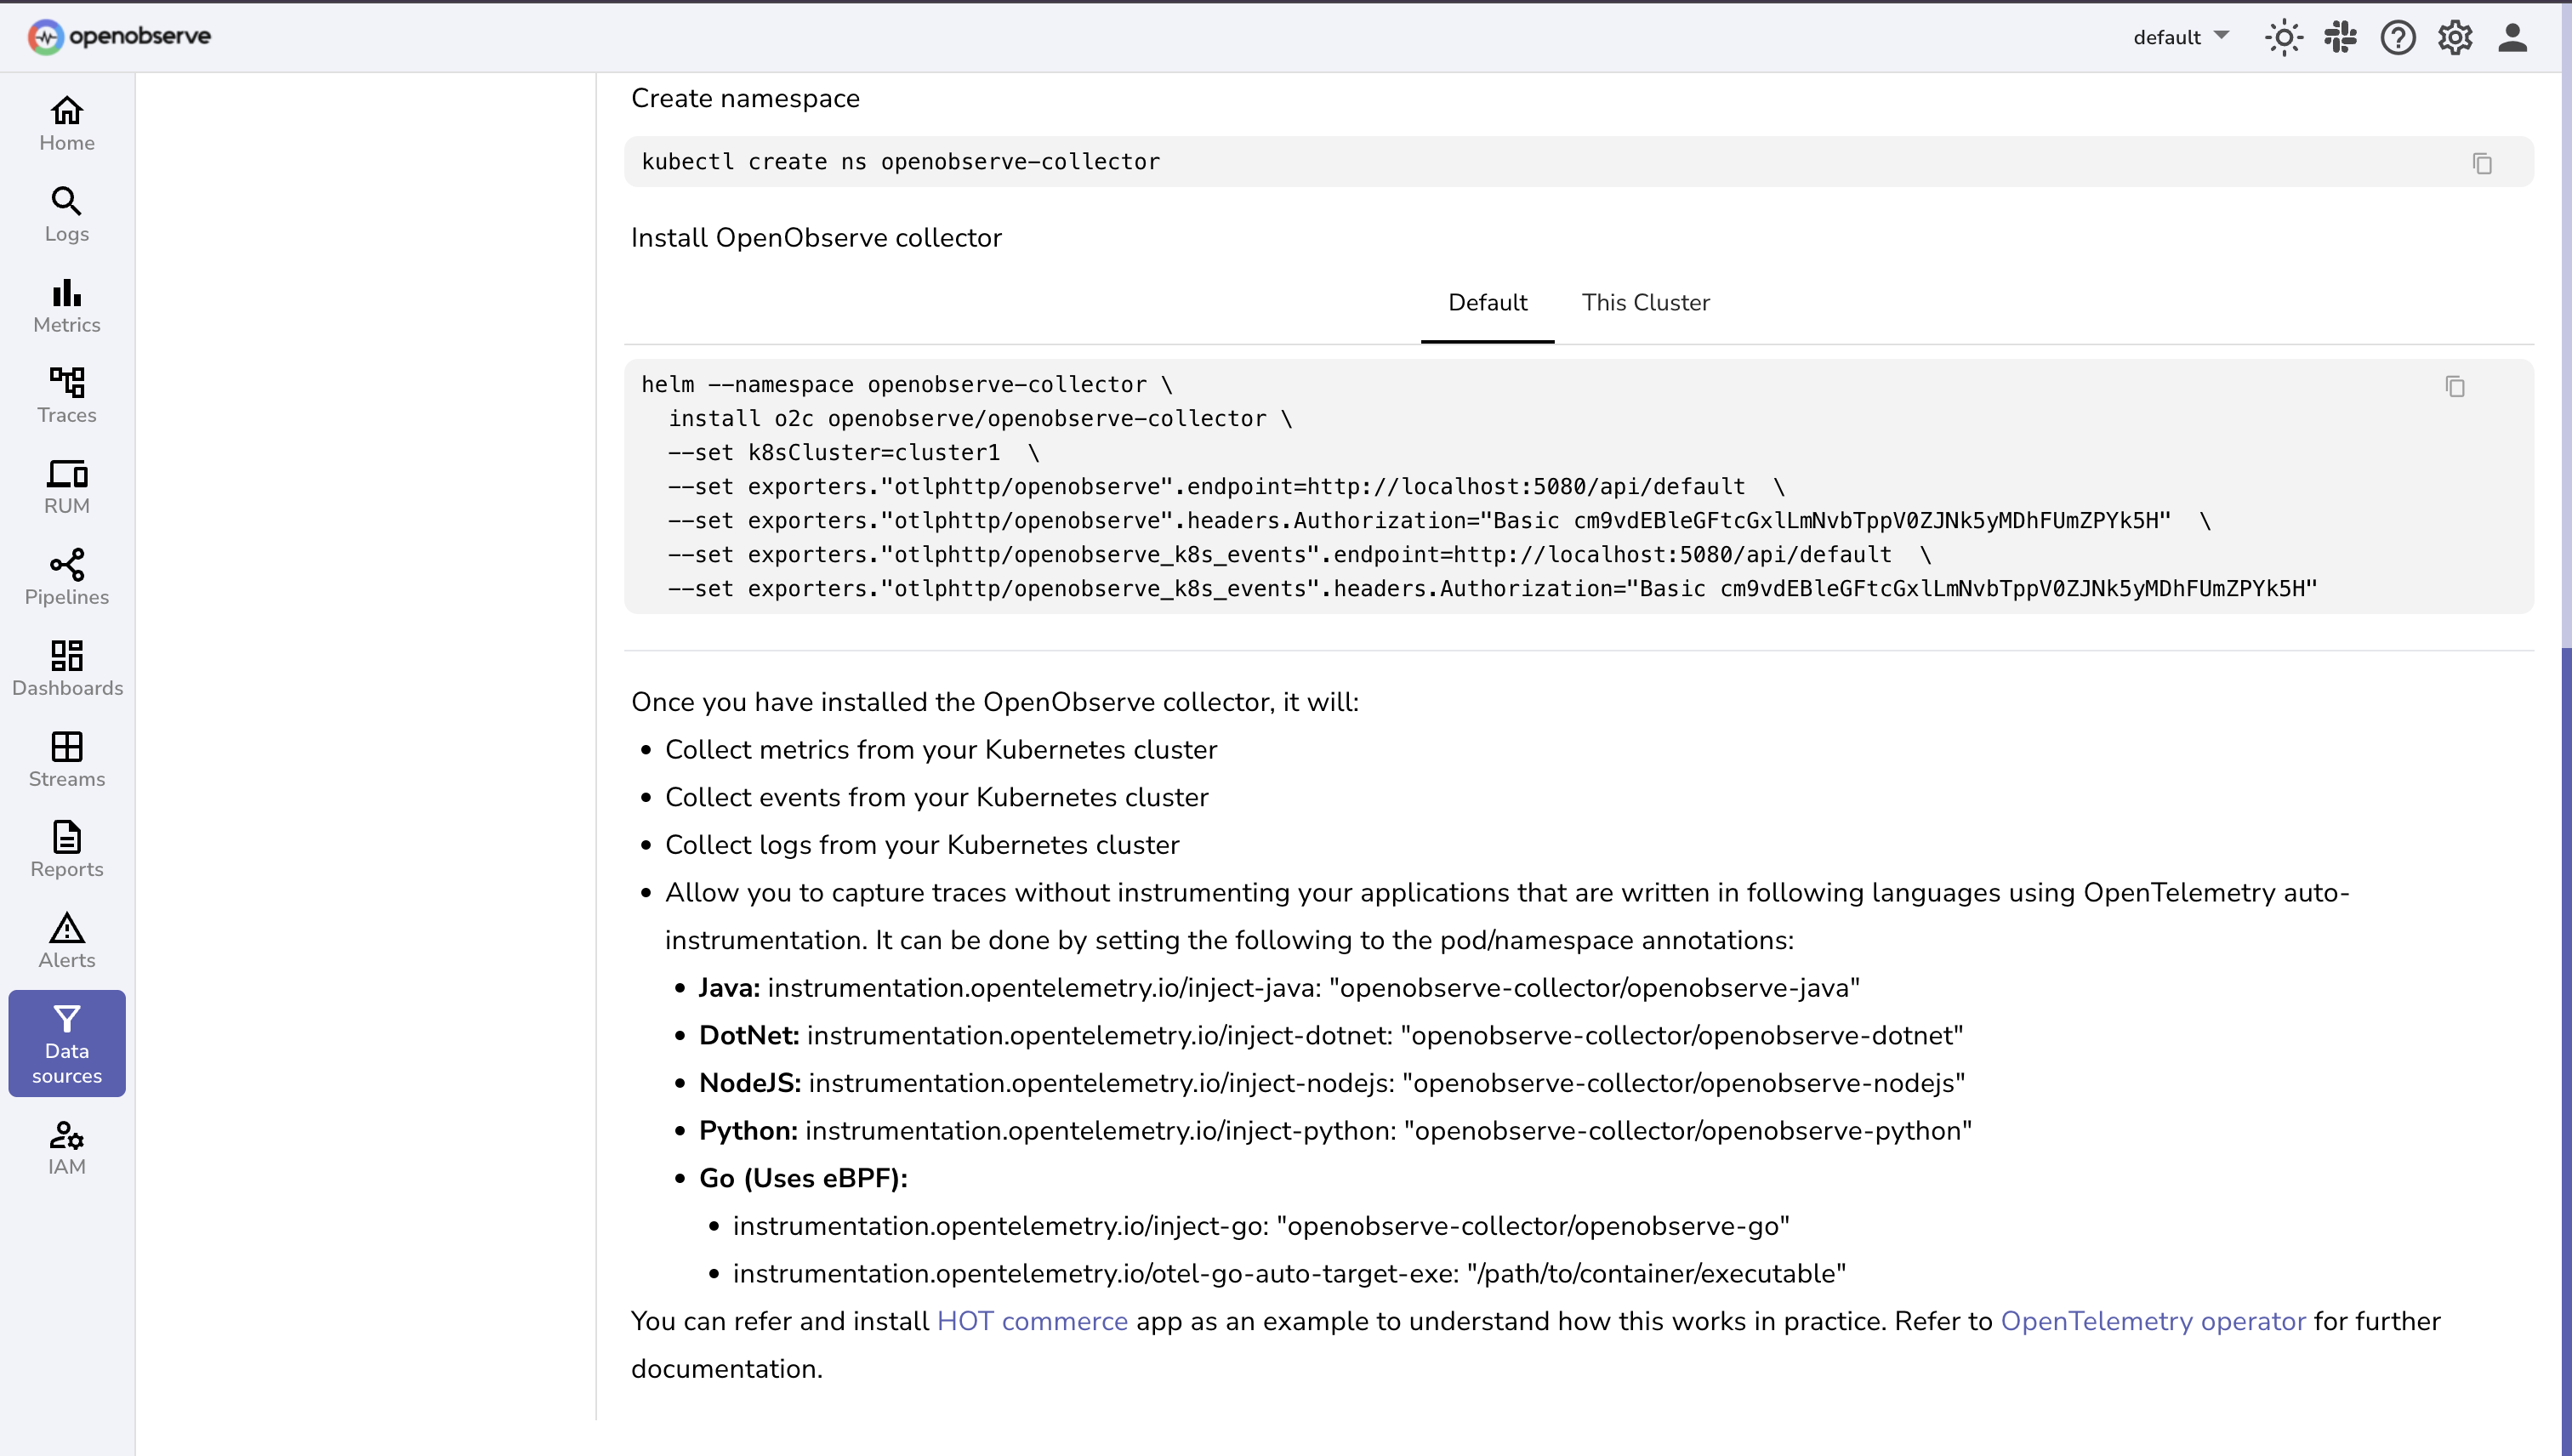 openobserve
default
Home
Logs
Metrics
Traces
RUM
Pipelines
Dashboards
Streams
Reports
Alerts
Data
sources
IAM
Create namespace
kubectl create ns openobserve-collector
Install OpenObserve collector
Default This Cluster
helm --namespace openobserve-collector \
install o2c openobserve/openobserve-collector \
--set k8sCluster=cluster1 \
--set exporters."otlphttp/openobserve".endpoint=http://localhost:5080/api/default \
--set exporters."otlphttp/openobserve".headers.Authorization="Basic cm9vdEBleGFtcGxlLmNvbTppV0ZJNk5yMDhFUmZPYk5H" \
--set exporters."otlphttp/openobserve_k8s_events".endpoint=http://localhost:5080/api/default \
--set exporters."otlphttp/openobserve_k8s_events".headers.Authorization="Basic cm9vdEBleGFtcGxlLmNvbTppV0ZJNk5yMDhFUmZPYk5H"
Once you have installed the OpenObserve collector, it will:
• Collect metrics from your Kubernetes cluster
• Collect events from your Kubernetes cluster
• Collect logs from your Kubernetes cluster
• Allow you to capture traces without instrumenting your applications that are written in following languages using OpenTelemetry auto-
instrumentation. It can be done by setting the following to the pod/namespace annotations:
• Java: instrumentation.opentelemetry.io/inject-java: "openobserve-collector/openobserve-java"
• DotNet: instrumentation.opentelemetry.io/inject-dotnet: "openobserve-collector/openobserve-dotnet"
• NodeJS: instrumentation.opentelemetry.io/inject-nodejs: "openobserve-collector/openobserve-nodejs"
• Python: instrumentation.opentelemetry.io/inject-python: "openobserve-collector/openobserve-python"
• Go (Uses eBPF):
• instrumentation.opentelemetry.io/inject-go: "openobserve-collector/openobserve-go"
• instrumentation.opentelemetry.io/otel-go-auto-target-exe: "/path/to/container/executable"
You can refer and install HOT commerce app as an example to understand how this works in practice. Refer to OpenTelemetry operator for further
documentation.